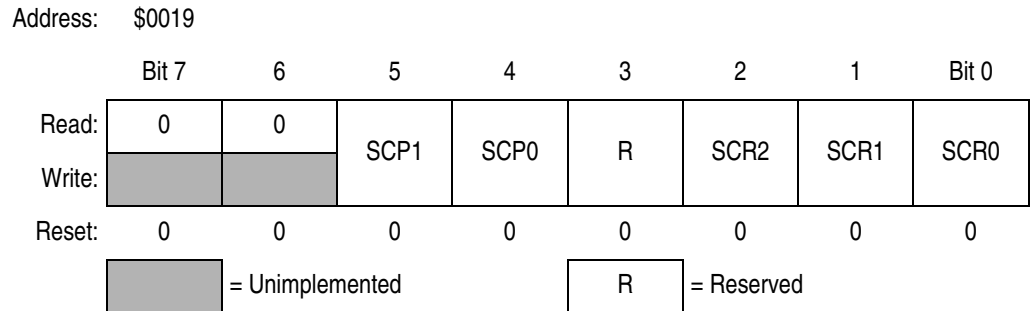 Address: $0019
Bit 7 6 5 4 3 2 1 Bit 0
Read: 0 0 SCP1 SCP0 R SCR2 SCR1 SCR0
Write:
Reset: 0 0 0 0 0 0 0 0
= Unimplemented R = Reserved